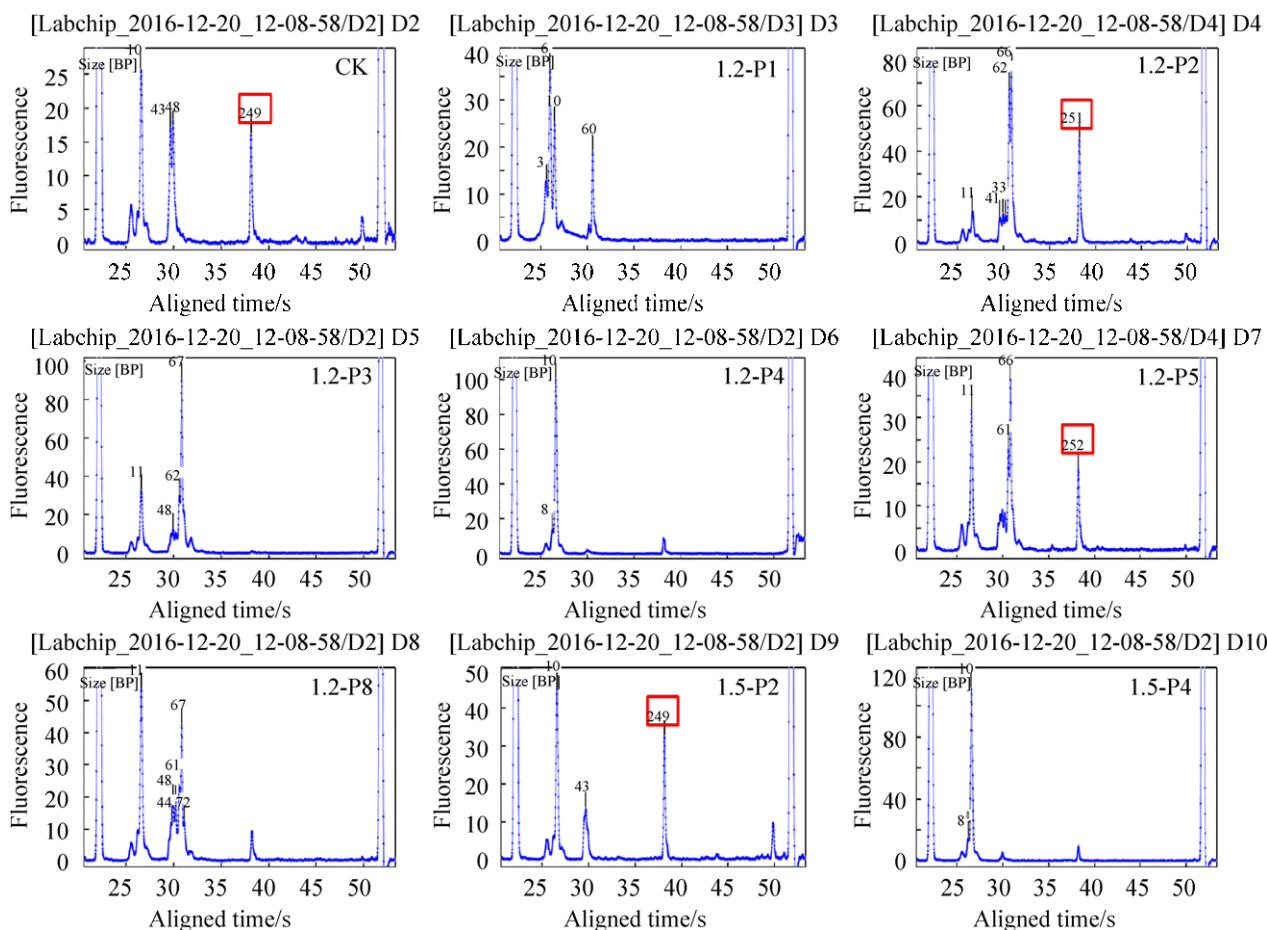 [Labchip_2016-12-20_12-08-58/D2] D2
Size [BP]
CK
10
4348
249
Fluorescence
25
20
15
10
5
0
25 30 35 40 45 50
Aligned time/s
[Labchip_2016-12-20_12-08-58/D3] D3
Size [BP]
1.2-P1
6
10
3
60
Fluorescence
40
30
20
10
0
25 30 35 40 45 50
Aligned time/s
[Labchip_2016-12-20_12-08-58/D4] D4
Size [BP]
1.2-P2
66
62
251
11
41
33
Fluorescence
80
60
40
20
0
25 30 35 40 45 50
Aligned time/s
[Labchip_2016-12-20_12-08-58/D2] D5
Size [BP]
1.2-P3
67
11
62
48
Fluorescence
100
80
60
40
20
0
25 30 35 40 45 50
Aligned time/s
[Labchip_2016-12-20_12-08-58/D2] D6
Size [BP]
1.2-P4
10
8
Fluorescence
100
80
60
40
20
0
25 30 35 40 45 50
Aligned time/s
[Labchip_2016-12-20_12-08-58/D4] D7
Size [BP]
1.2-P5
66
11
61
252
Fluorescence
40
30
20
10
0
25 30 35 40 45 50
Aligned time/s
[Labchip_2016-12-20_12-08-58/D2] D8
Size [BP]
1.2-P8
11
67
61
48
44
72
Fluorescence
60
50
40
30
20
10
0
25 30 35 40 45 50
Aligned time/s
[Labchip_2016-12-20_12-08-58/D2] D9
Size [BP]
1.5-P2
10
249
43
Fluorescence
50
40
30
20
10
0
25 30 35 40 45 50
Aligned time/s
[Labchip_2016-12-20_12-08-58/D2] D10
Size [BP]
1.5-P4
10
8
Fluorescence
120
100
80
60
40
20
0
25 30 35 40 45 50
Aligned time/s